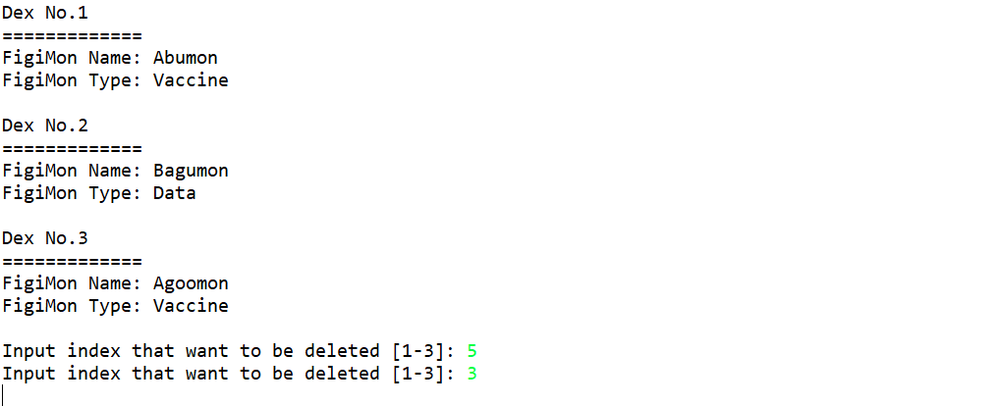 Dex No.1
=============
FigiMon Name: Abumon
FigiMon Type: Vaccine
Dex No.2
=============
FigiMon Name: Bagumon
FigiMon Type: Data
Dex No.3
=============
FigiMon Name: Agoomon
FigiMon Type: Vaccine
Input index that want to be deleted [1-3]: 5
Input index that want to be deleted [1-3]: 3